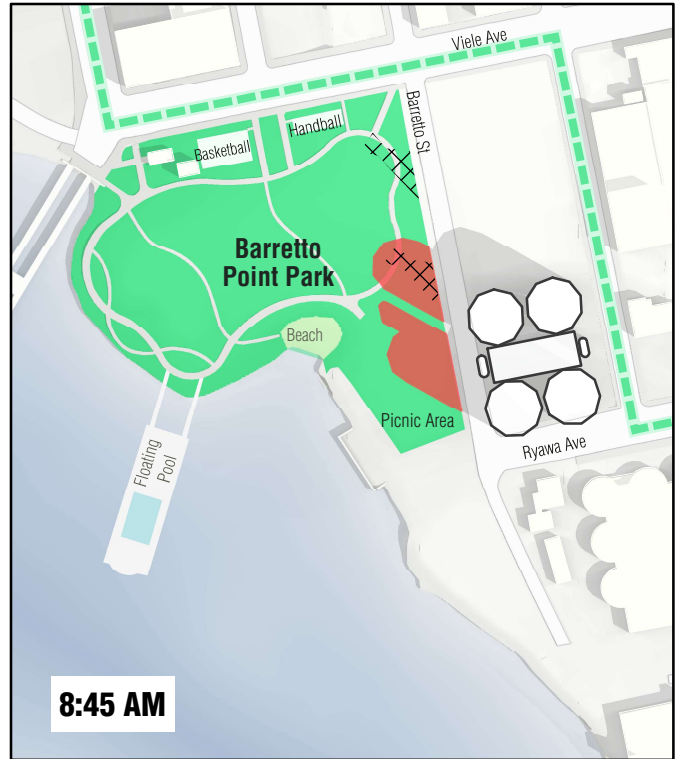 Viele Ave
Barretto St
Handball
Basketball
Barretto
Point Park
Beach
Picnic Area
Ryawa Ave
Floating
Pool
8:45 AM